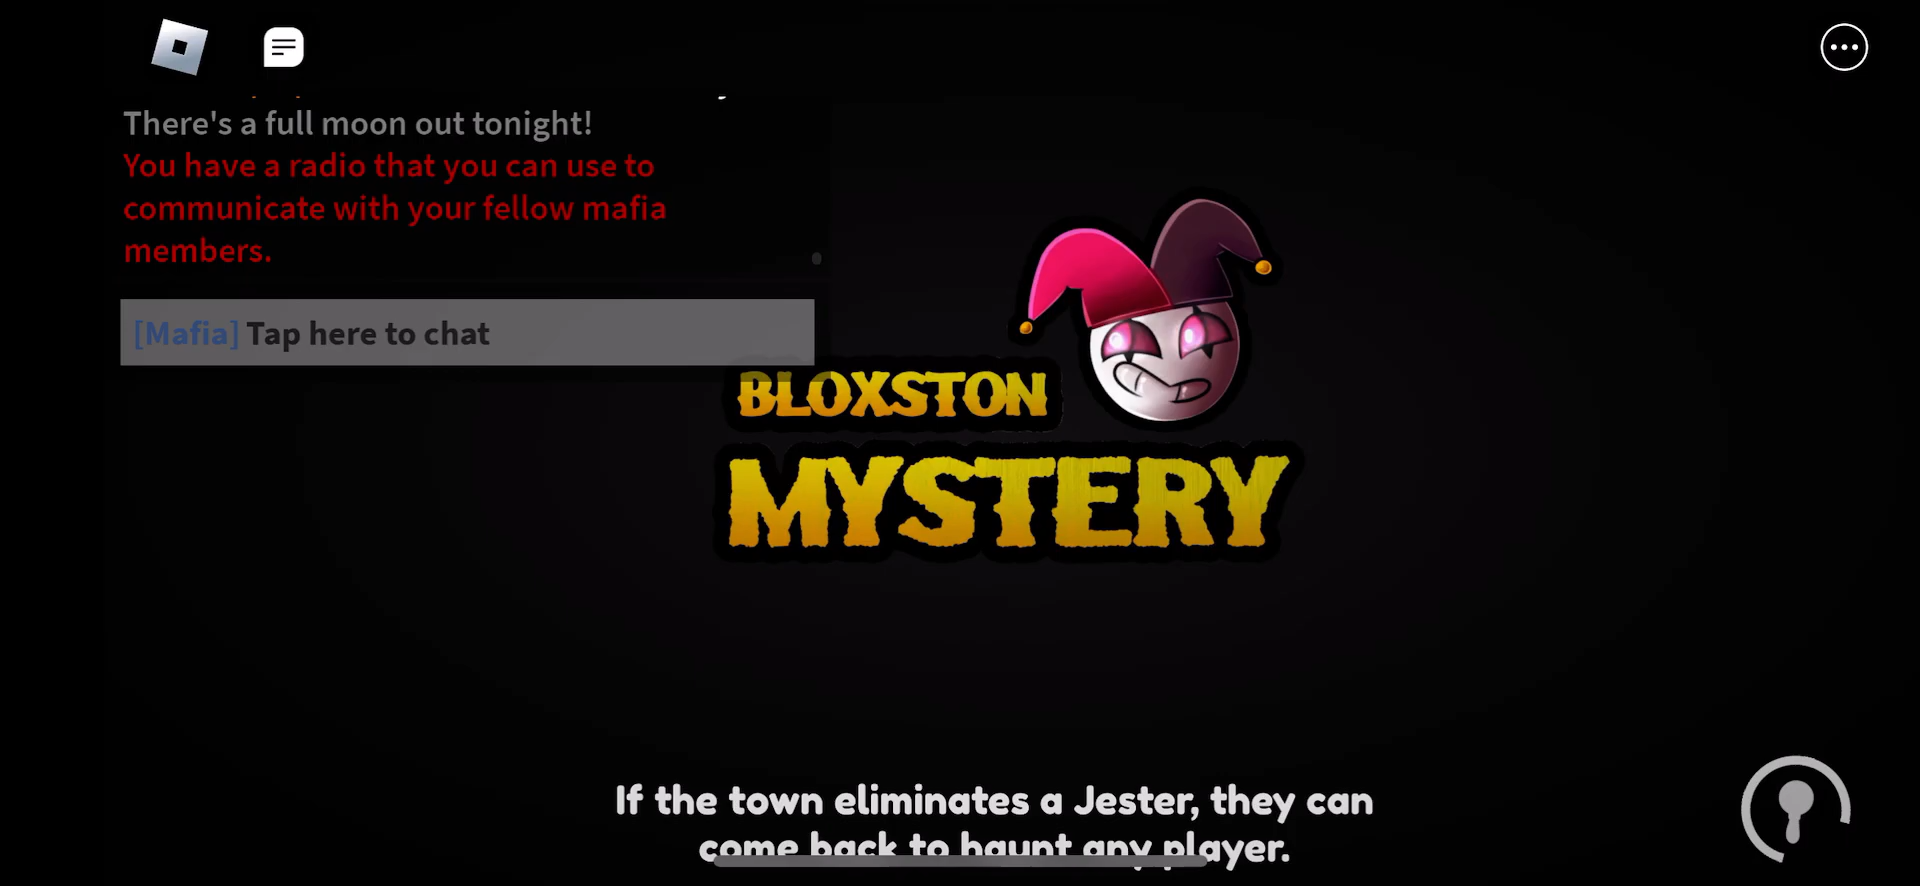 There's a full moon out tonight!
You have a radio that you can use to
communicate with your fellow mafia
members.
[Mafia] Tap here to chat
BLOXSTON
MYSTERY
If the town eliminates a Jester, they can
come back to haunt any player.